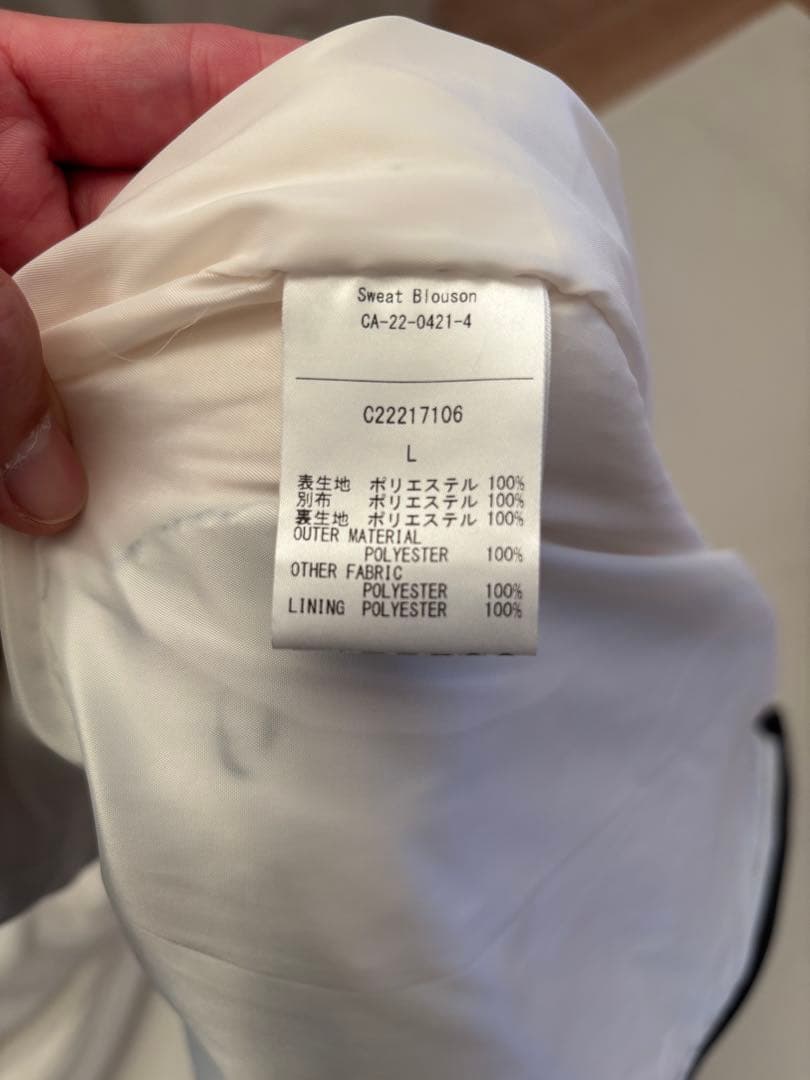 Sweat Blouson
CA-22-0421-4
C22217106
L
表生地 ポリエステル 100%
別布 ポリエステル 100%
裏生地 ポリエステル 100%
OUTER MATERIAL
POLYESTER 100%
OTHER FABRIC
POLYESTER 100%
LINING POLYESTER 100%